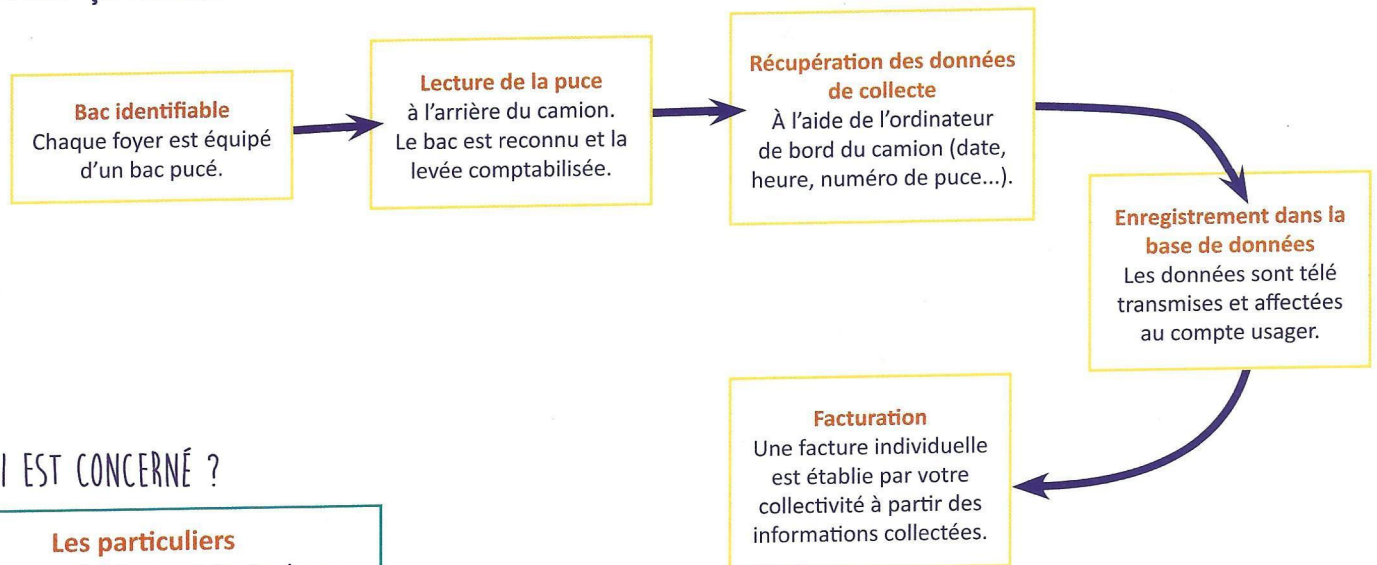 Bac identifiable
Chaque foyer est équipé
d'un bac pucé.
Lecture de la puce
à l'arrière du camion.
Le bac est reconnu et la
levée comptabilisée.
Récupération des données
de collecte
À l'aide de l'ordinateur
de bord du camion (date,
heure, numéro de puce...).
Enregistrement dans la
base de données
Les données sont télé
transmises et affectées
au compte usager.
Facturation
Une facture individuelle
est établie par votre
collectivité à partir des
informations collectées.
EST CONCERNÉ ?
Les particuliers